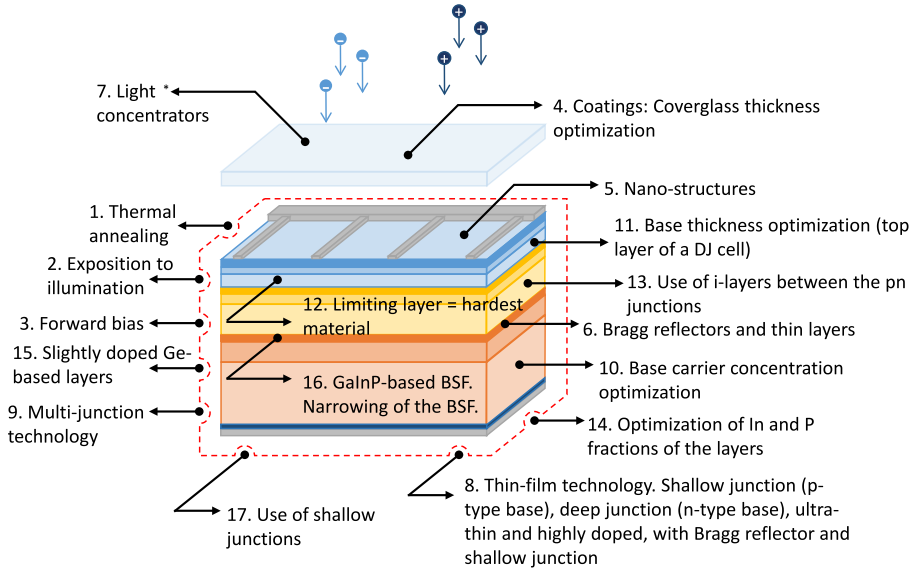 7. Light *
concentrators
4. Coatings: Coverglass thickness
optimization
5. Nano-structures
1. Thermal
annealing
11. Base thickness optimization (top
layer of a DJ cell)
2. Exposition to
illumination
13. Use of i-layers between the pn
junctions
12. Limiting layer = hardest
material
3. Forward bias
6. Bragg reflectors and thin layers
15. Slightly doped Ge-
based layers
10. Base carrier concentration
optimization
16. GaInP-based BSF.
Narrowing of the BSF.
9. Multi-junction
technology
14. Optimization of In and P
fractions of the layers
8. Thin-film technology. Shallow junction (p-
type base), deep junction (n-type base), ultra-
thin and highly doped, with Bragg reflector and
shallow junction
17. Use of shallow
junctions